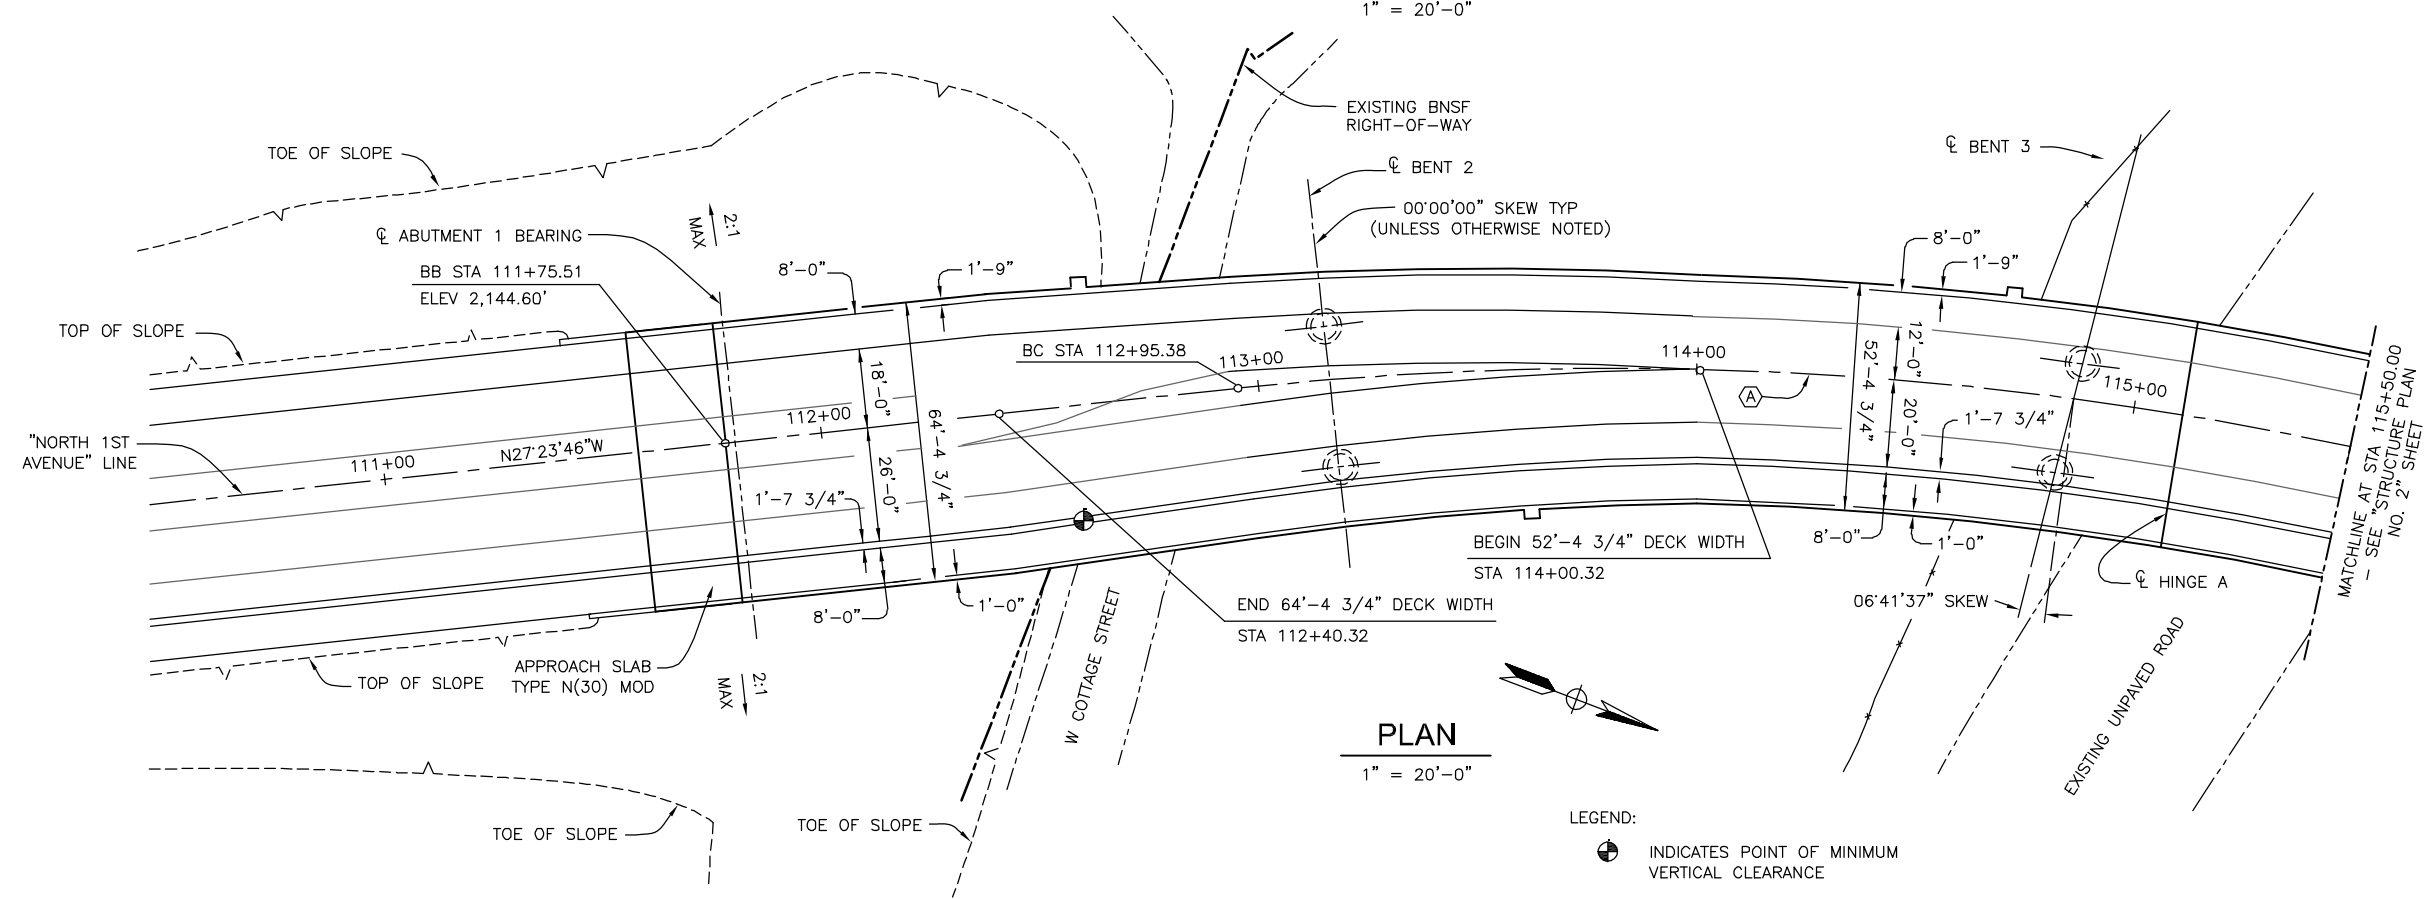 1" = 20'-0"
EXISTING BNSF
RIGHT-OF-WAY
TOE OF SLOPE
℄ BENT 2
℄ BENT 3
00°00'00" SKEW TYP
(UNLESS OTHERWISE NOTED)
2:1
MAX
℄ ABUTMENT 1 BEARING
BB STA 111+75.51
ELEV 2,144.60'
8'-0"
1'-9"
8'-0"
1'-9"
TOP OF SLOPE
BC STA 112+95.38
113+00
114+00
12'-0"
52'-4 3/4"
115+00
A
18'-0"
112+00
64'-4 3/4"
20'-0"
1'-7 3/4"
"NORTH 1ST
AVENUE" LINE
111+00
N27°23'46"W
26'-0"
1'-7 3/4"
MATCHLINE AT STA 115+50.00
- SEE "STRUCTURE PLAN
NO. 2" SHEET
BEGIN 52'-4 3/4" DECK WIDTH
STA 114+00.32
8'-0"
1'-0"
℄ HINGE A
06°41'37" SKEW
END 64'-4 3/4" DECK WIDTH
STA 112+40.32
8'-0"
1'-0"
W COTTAGE STREET
EXISTING UNPAVED ROAD
APPROACH SLAB
TYPE N(30) MOD
TOP OF SLOPE
2:1
MAX
PLAN
1" = 20'-0"
TOE OF SLOPE
TOE OF SLOPE
LEGEND:
INDICATES POINT OF MINIMUM
VERTICAL CLEARANCE